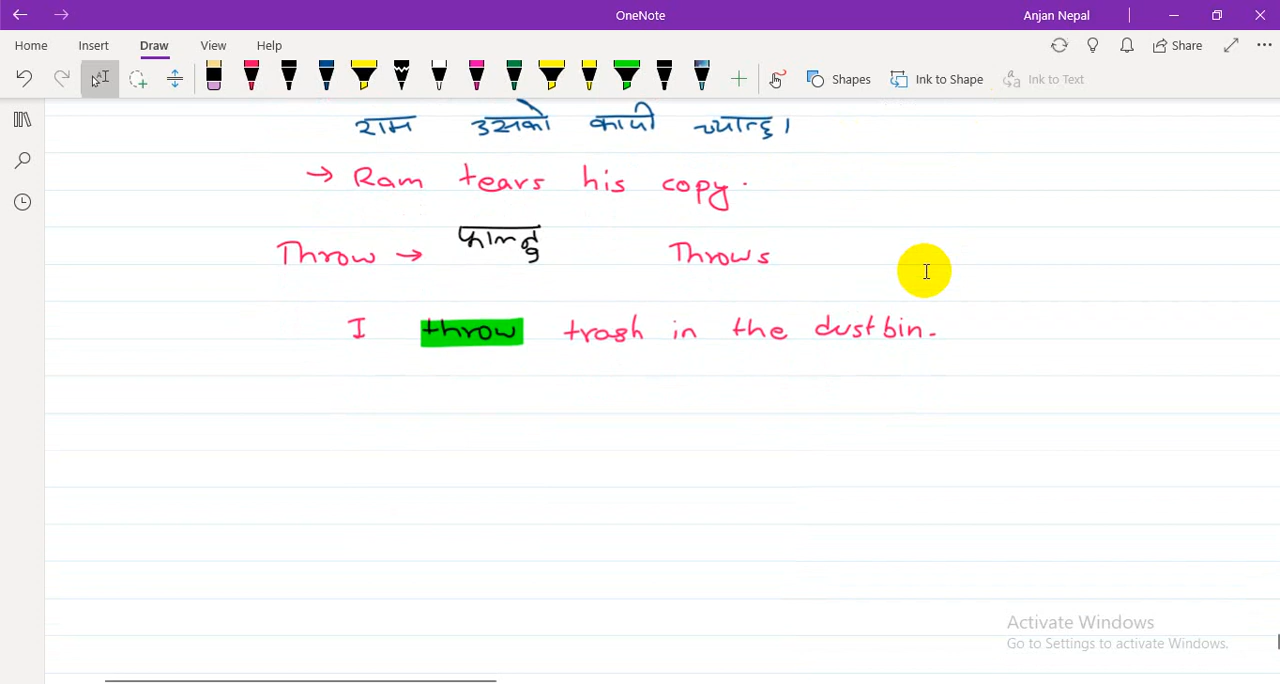 OneNote
Anjan Nepal
Home Insert Draw View Help
Share
Shapes Ink to Shape Ink to Text
राम उसको कापी च्यात्छ।
→ Ram tears his copy.
Throw → फाल्नु Throws
I throw trash in the dustbin.
Activate Windows
Go to Settings to activate Windows.